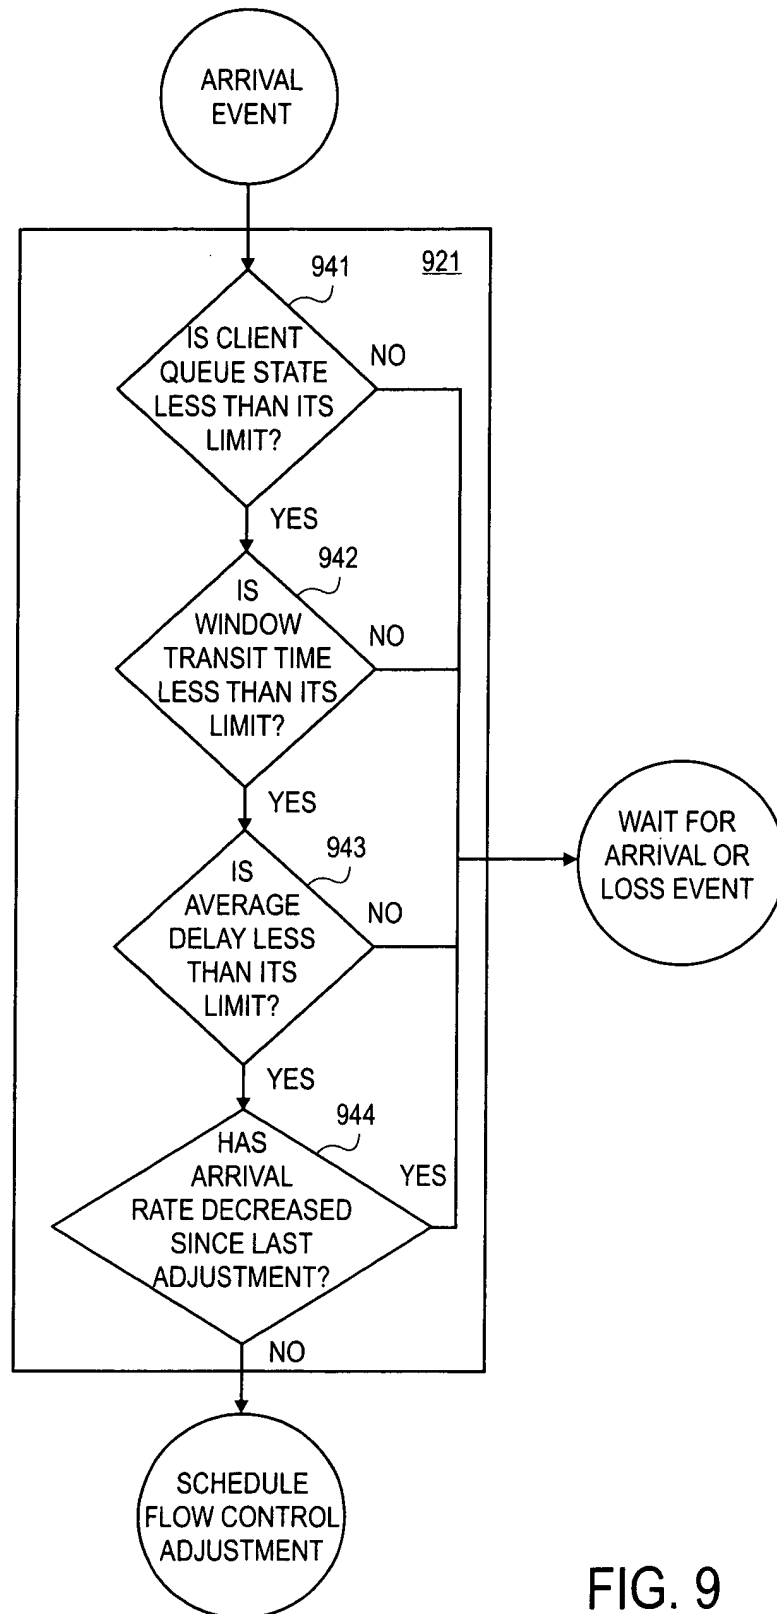 ARRIVAL
EVENT
921
941
IS CLIENT
QUEUE STATE
LESS THAN ITS
LIMIT?
NO
YES
942
IS
WINDOW
TRANSIT TIME
LESS THAN ITS
LIMIT?
NO
YES
943
IS
AVERAGE
DELAY LESS
THAN ITS
LIMIT?
NO
WAIT FOR
ARRIVAL OR
LOSS EVENT
YES
944
HAS
ARRIVAL
RATE DECREASED
SINCE LAST
ADJUSTMENT?
YES
NO
SCHEDULE
FLOW CONTROL
ADJUSTMENT
FIG. 9